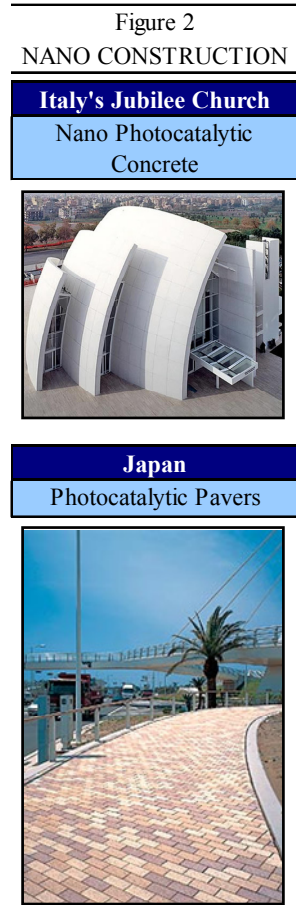 Figure 2
NANO CONSTRUCTION
Italy's Jubilee Church
Nano Photocatalytic
Concrete
Japan
Photocatalytic Pavers